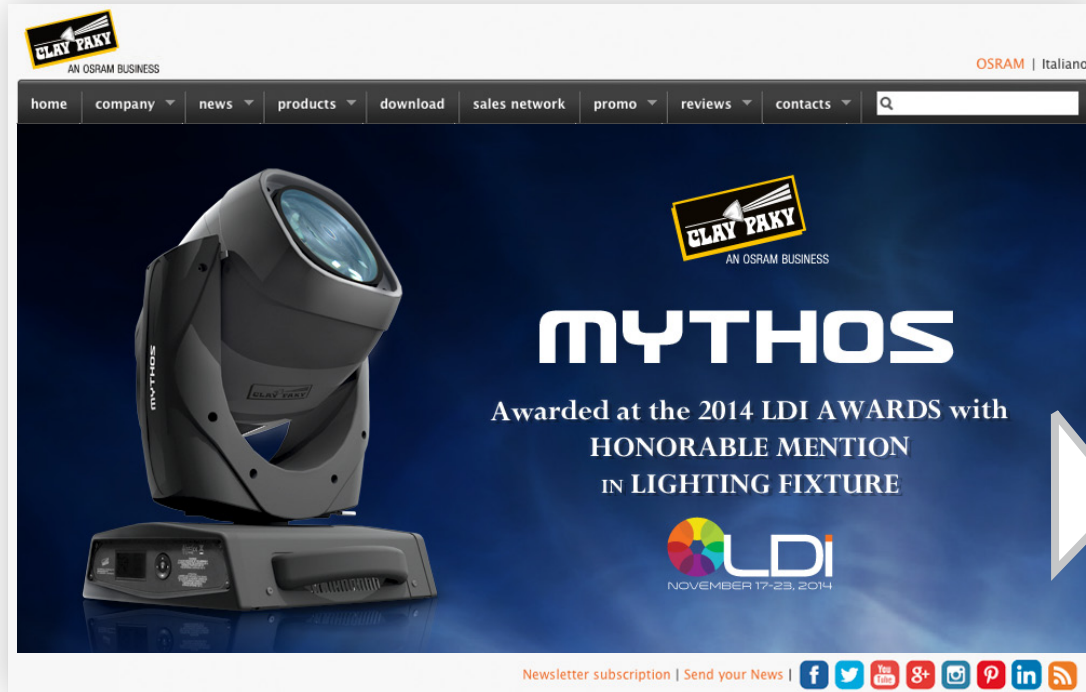 CLAY PAKY
AN OSRAM BUSINESS
OSRAM | Italiano
home company news products download sales network promo reviews contacts
CLAY PAKY
AN OSRAM BUSINESS
MYTHOS
MYTHOS
CLAY PAKY
Awarded at the 2014 LDI AWARDS with
HONORABLE MENTION
IN LIGHTING FIXTURE
LDI
NOVEMBER 17-23, 2014
Newsletter subscription | Send your News |
You
Tube